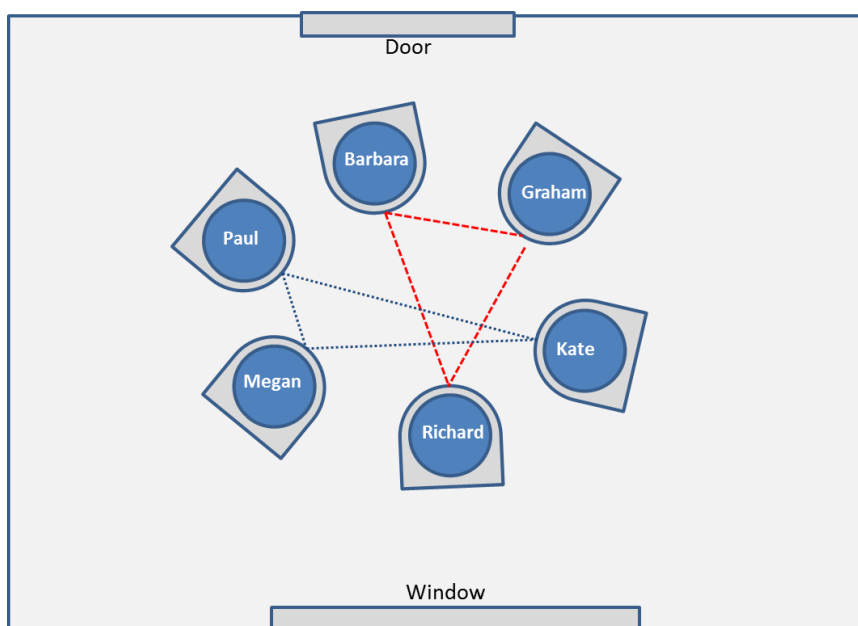 Door
Barbara
Graham
Paul
Kate
Megan
Richard
Window